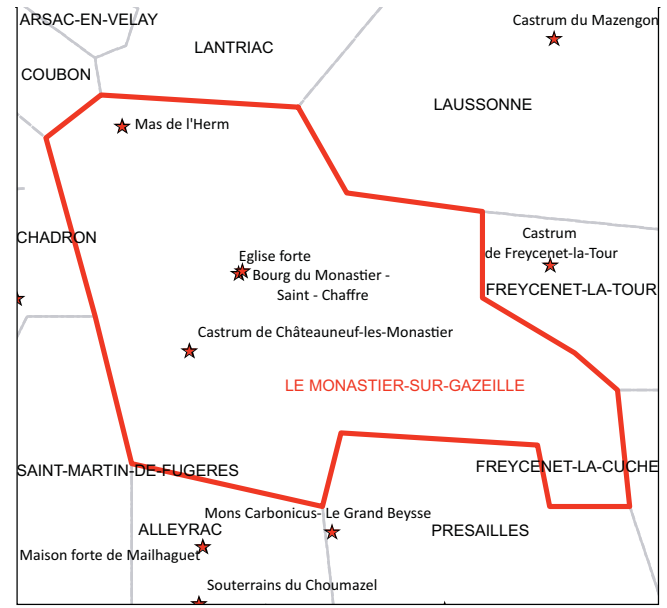 ARSAC-EN-VELAY
Castrum du Mazengon
LANTRIAC
COUBON
LAUSSONNE
Mas de l'Herm
CHADRON
Castrum
de Freycenet-la-Tour
Eglise forte
Bourg du Monastier -
Saint - Chaffre
FREYCENET-LA-TOUR
Castrum de Châteauneuf-les-Monastier
LE MONASTIER-SUR-GAZEILLE
SAINT-MARTIN-DE-FUGERES
FREYCENET-LA-CUCHE
Mons Carbonicus- Le Grand Beysse
ALLEYRAC
PRESAILLES
Maison forte de Mailhaguet
Souterrains du Choumazel